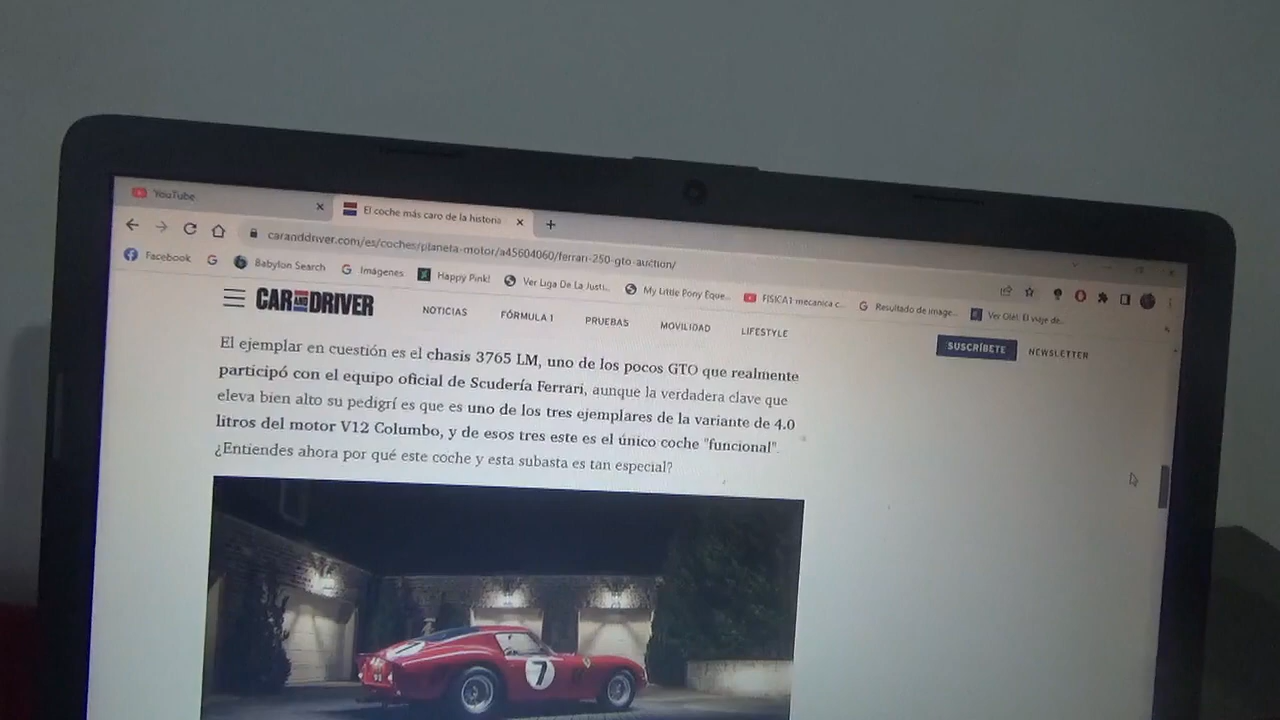 YouTube
El coche más caro de la historia
caranddriver.com/es/coches/planeta-motor/a45604060/ferrari-250-gto-auction/
Facebook Babylon Search Imágenes Happy Pink! Ver Liga De La Justi... My Little Pony Eque... FISICA1 mecanica c... Resultado de image... Ver Olé!, El viaje de...
CAR AND DRIVER
NOTICIAS FÓRMULA 1 PRUEBAS MOVILIDAD LIFESTYLE
SUSCRÍBETE NEWSLETTER
El ejemplar en cuestión es el chasis 3765 LM, uno de los pocos GTO que realmente
participó con el equipo oficial de Scudería Ferrari, aunque la verdadera clave que
eleva bien alto su pedigrí es que es uno de los tres ejemplares de la variante de 4.0
litros del motor V12 Columbo, y de esos tres este es el único coche "funcional".
¿Entiendes ahora por qué este coche y esta subasta es tan especial?
7
7